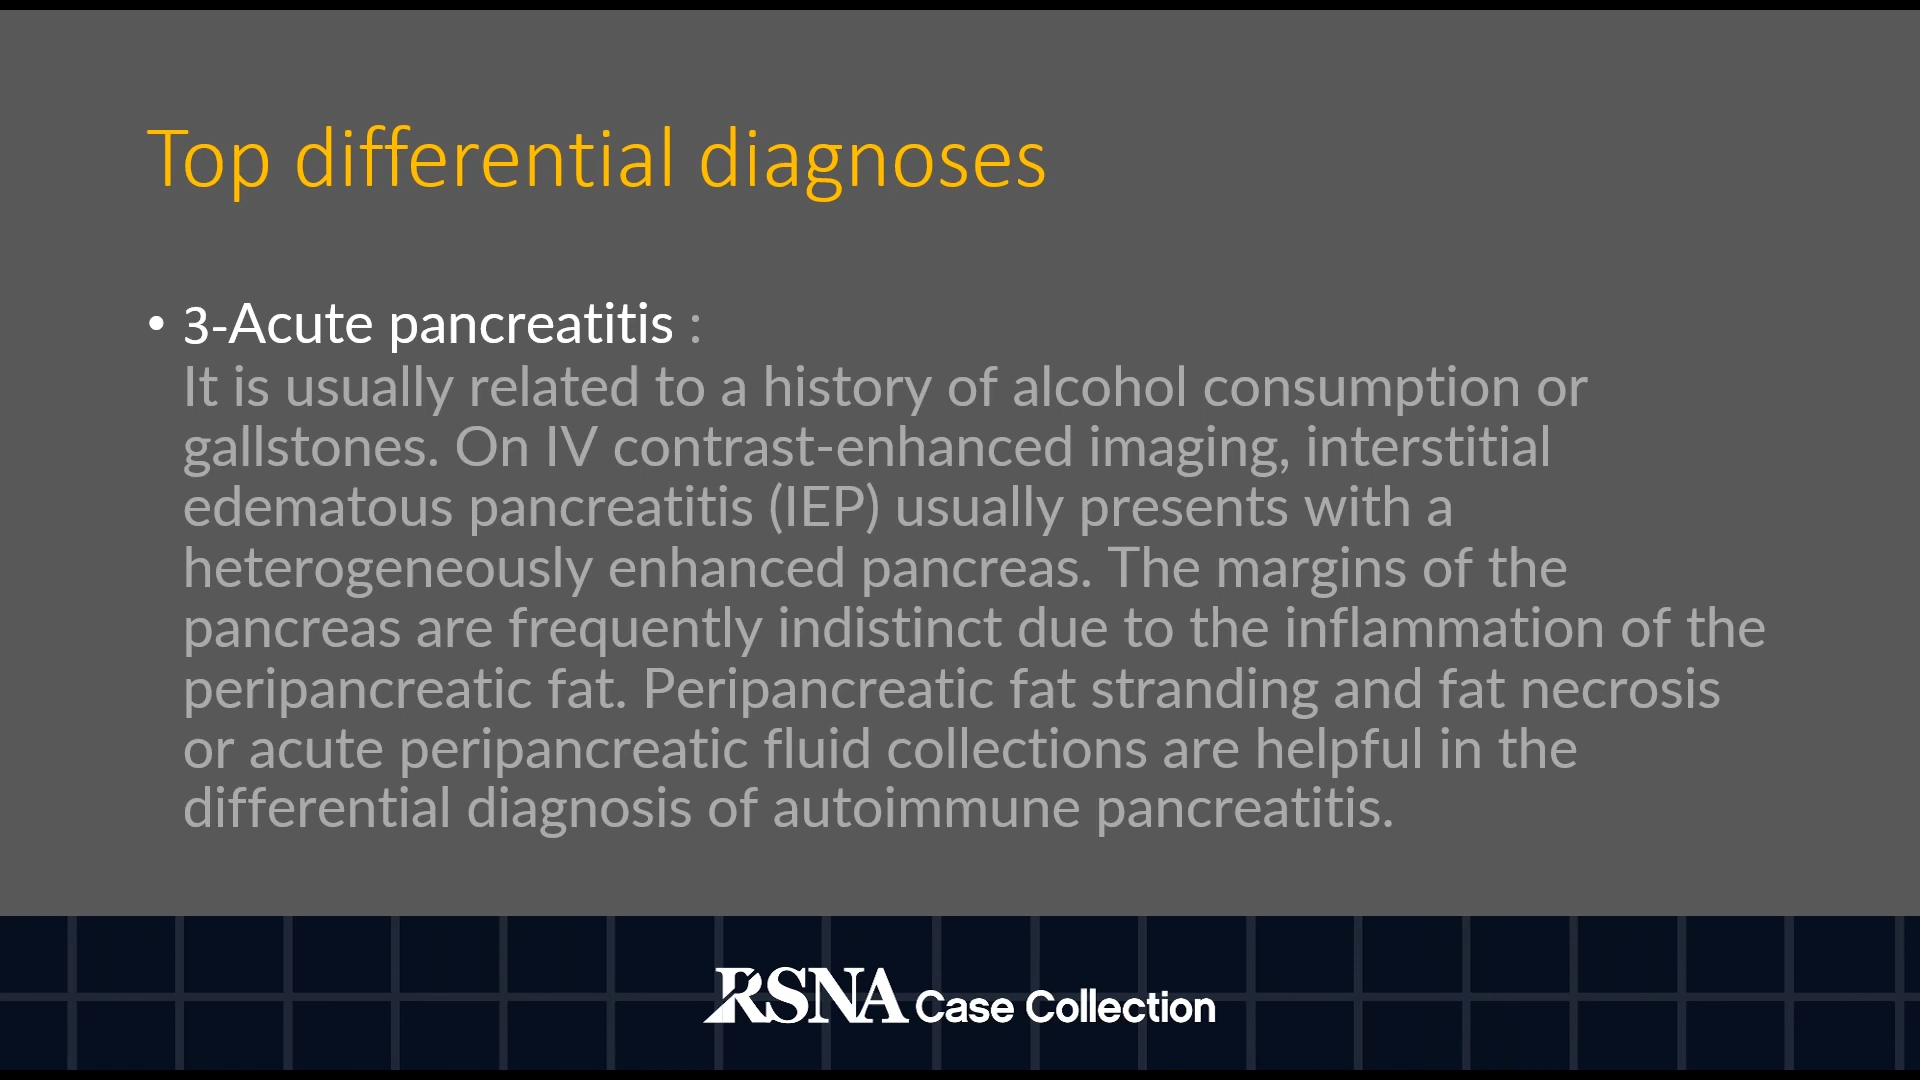 Top differential diagnoses
• 3-Acute pancreatitis :
It is usually related to a history of alcohol consumption or
gallstones. On IV contrast-enhanced imaging, interstitial
edematous pancreatitis (IEP) usually presents with a
heterogeneously enhanced pancreas. The margins of the
pancreas are frequently indistinct due to the inflammation of the
peripancreatic fat. Peripancreatic fat stranding and fat necrosis
or acute peripancreatic fluid collections are helpful in the
differential diagnosis of autoimmune pancreatitis.
RSNA Case Collection